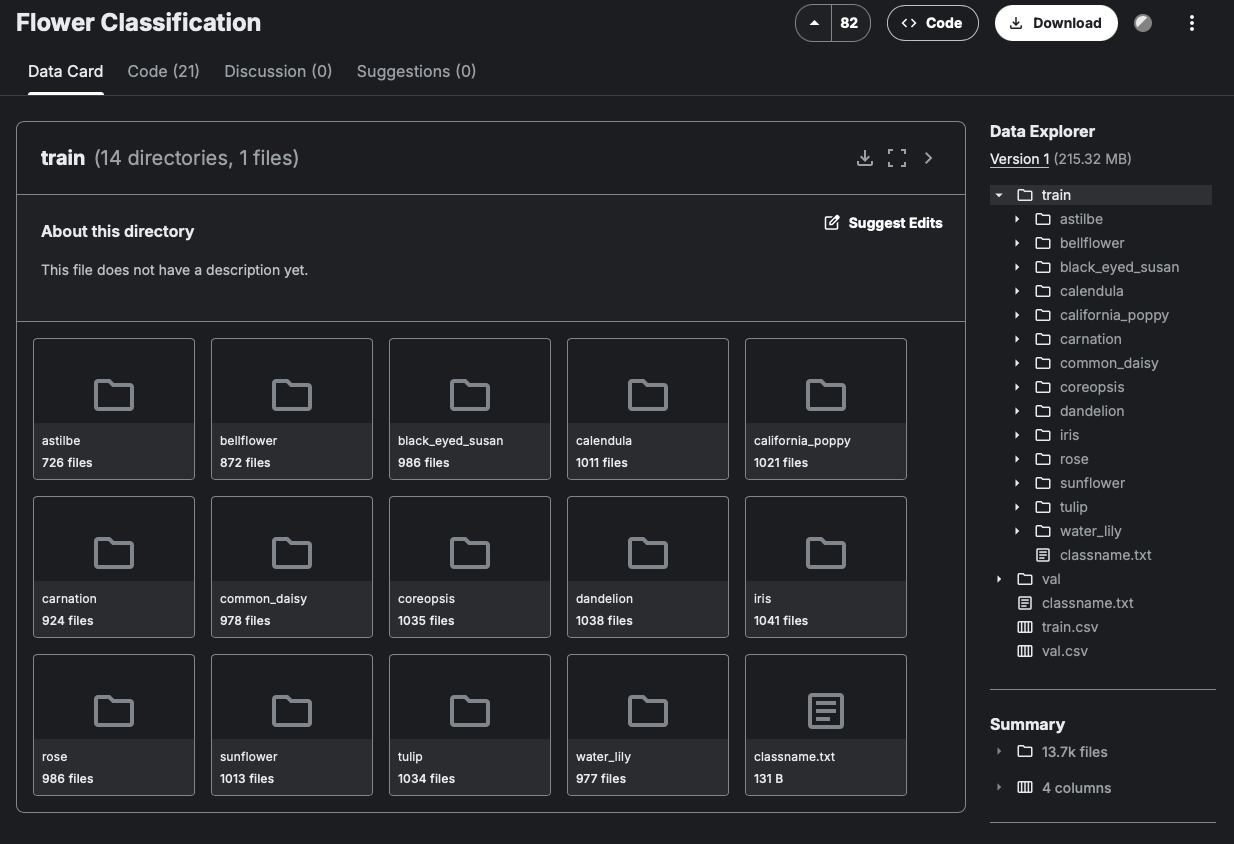 Flower Classification
82
Code
Download
Data Card
Code (21)
Discussion (0)
Suggestions (0)
train (14 directories, 1 files)
About this directory
Suggest Edits
This file does not have a description yet.
astilbe
726 files
bellflower
872 files
black_eyed_susan
986 files
calendula
1011 files
california_poppy
1021 files
carnation
924 files
common_daisy
978 files
coreopsis
1035 files
dandelion
1038 files
iris
1041 files
rose
986 files
sunflower
1013 files
tulip
1034 files
water_lily
977 files
classname.txt
131 B
Data Explorer
Version 1 (215.32 MB)
train
astilbe
bellflower
black_eyed_susan
calendula
california_poppy
carnation
common_daisy
coreopsis
dandelion
iris
rose
sunflower
tulip
water_lily
classname.txt
val
classname.txt
train.csv
val.csv
Summary
13.7k files
4 columns